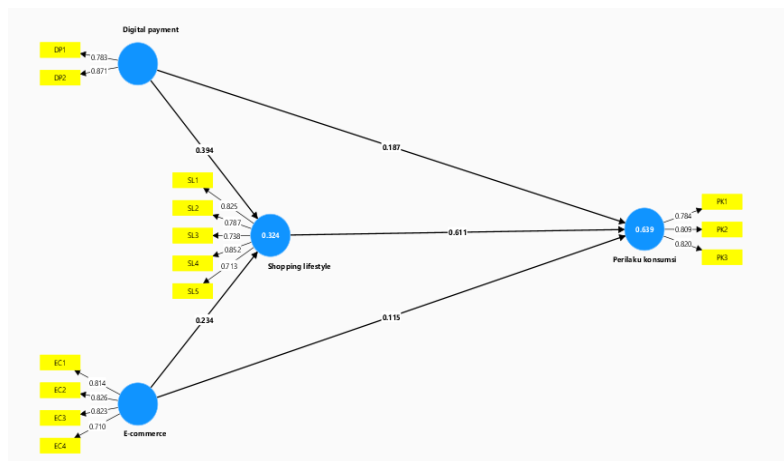 Digital payment
DP1
0.783
DP2
0.871
0.394
0.187
SL1
0.825
SL2
0.787
SL3
0.738
SL4
0.852
SL5
0.713
0.324
Shopping lifestyle
0.611
0.639
Perilaku konsumsi
PK1
0.784
PK2
0.809
PK3
0.820
0.234
0.115
EC1
0.814
EC2
0.826
EC3
0.823
EC4
0.710
E-commerce